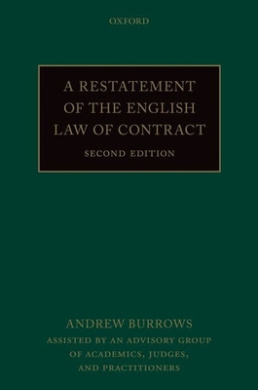 OXFORD
A RESTATEMENT
OF THE ENGLISH
LAW OF CONTRACT
SECOND EDITION
ANDREW BURROWS
ASSISTED BY AN ADVISORY GROUP
OF ACADEMICS, JUDGES,
AND PRACTITIONERS